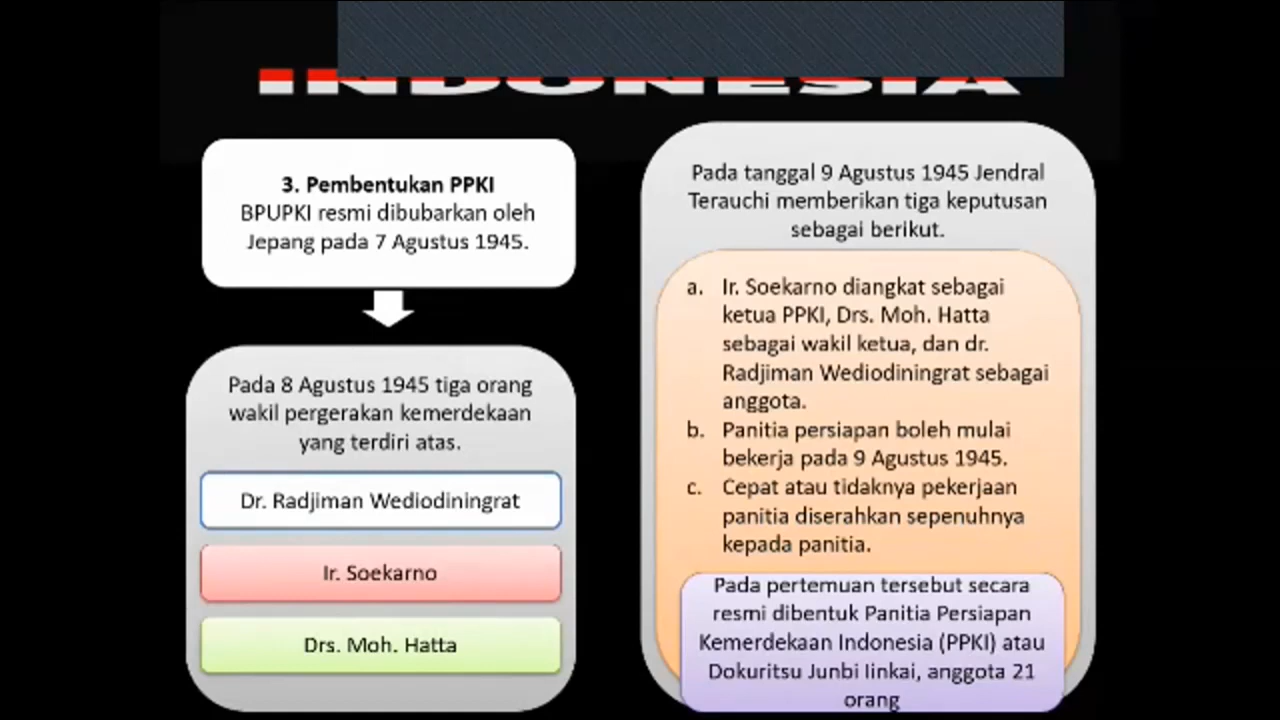 INDONESIA
3. Pembentukan PPKI
BPUPKI resmi dibubarkan oleh
Jepang pada 7 Agustus 1945.
Pada 8 Agustus 1945 tiga orang
wakil pergerakan kemerdekaan
yang terdiri atas.
Dr. Radjiman Wediodiningrat
Ir. Soekarno
Drs. Moh. Hatta
Pada tanggal 9 Agustus 1945 Jendral
Terauchi memberikan tiga keputusan
sebagai berikut.
a. Ir. Soekarno diangkat sebagai
ketua PPKI, Drs. Moh. Hatta
sebagai wakil ketua, dan dr.
Radjiman Wediodiningrat sebagai
anggota.
b. Panitia persiapan boleh mulai
bekerja pada 9 Agustus 1945.
c. Cepat atau tidaknya pekerjaan
panitia diserahkan sepenuhnya
kepada panitia.
Pada pertemuan tersebut secara
resmi dibentuk Panitia Persiapan
Kemerdekaan Indonesia (PPKI) atau
Dokuritsu Junbi Iinkai, anggota 21
orang